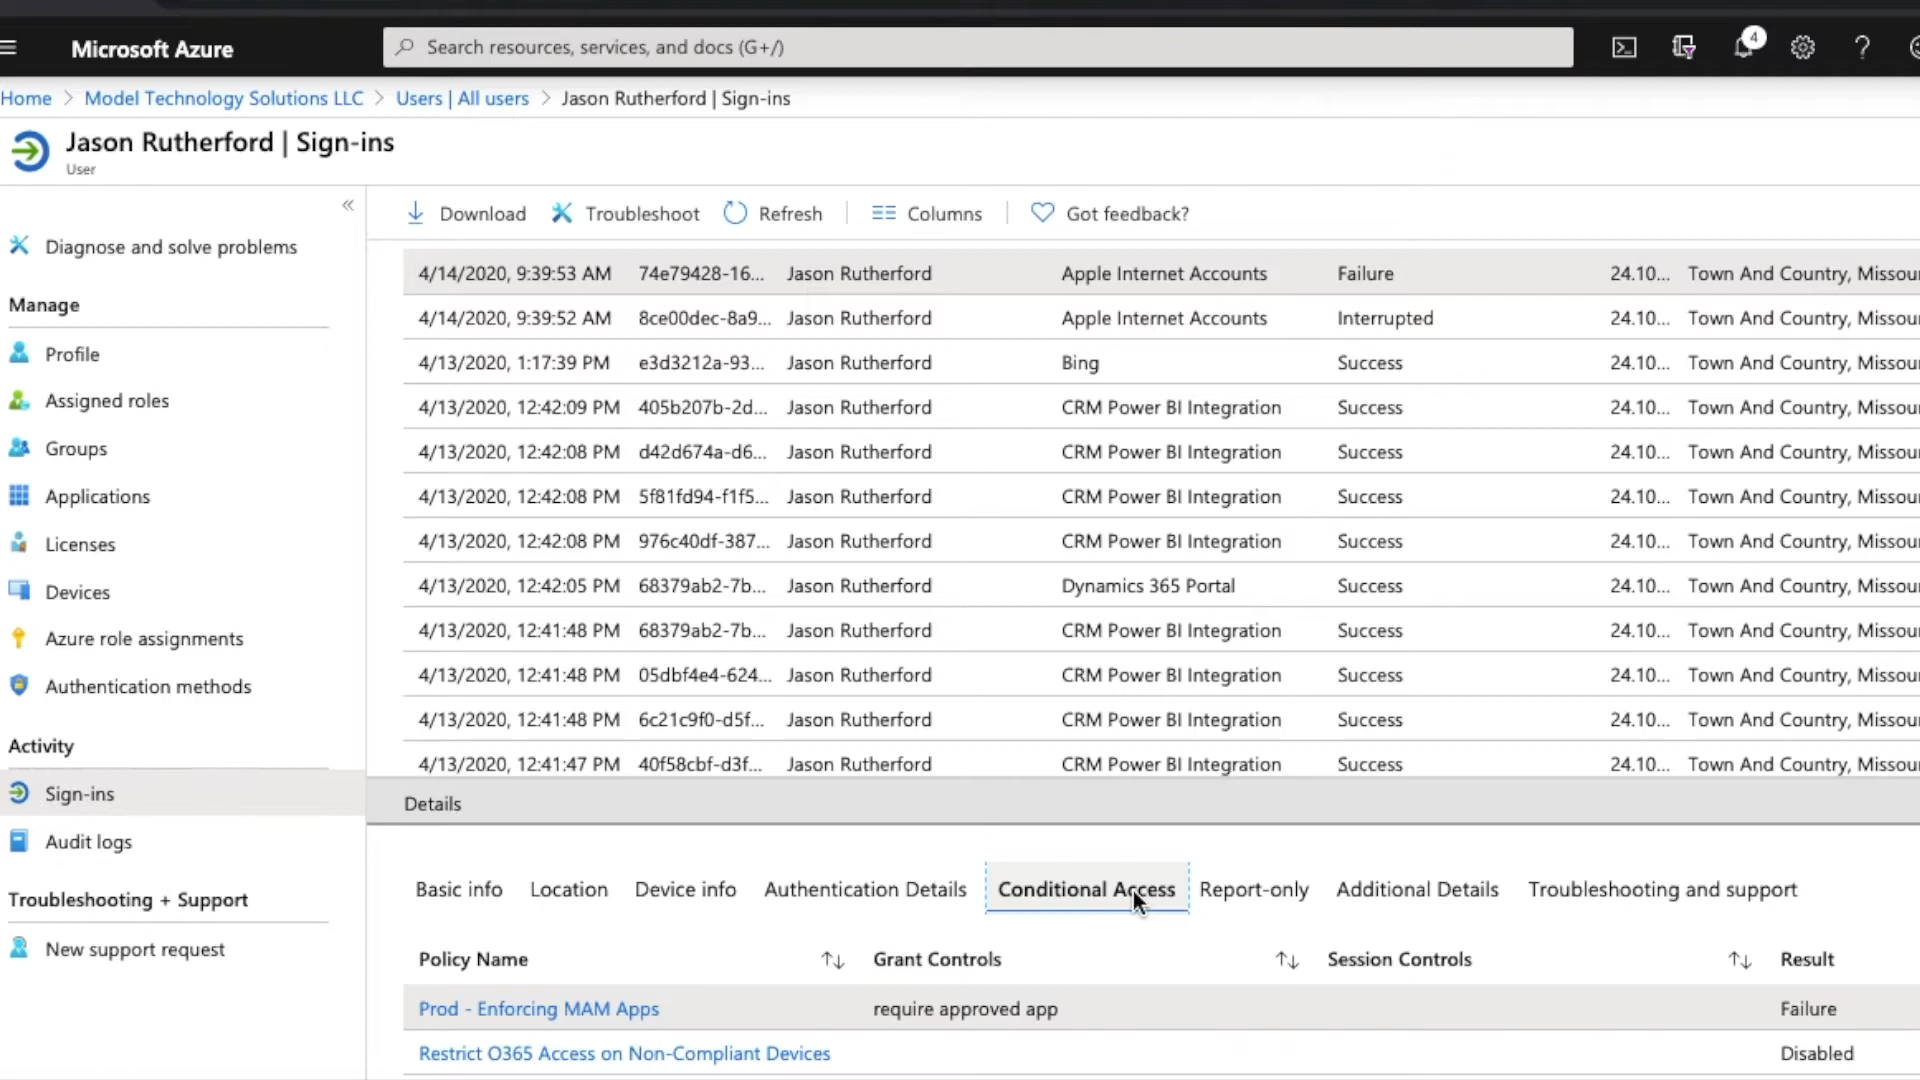 Microsoft Azure
Search resources, services, and docs (G+/)
4
Home > Model Technology Solutions LLC > Users | All users > Jason Rutherford | Sign-ins
Jason Rutherford | Sign-ins
User
Diagnose and solve problems
Manage
Profile
Assigned roles
Groups
Applications
Licenses
Devices
Azure role assignments
Authentication methods
Activity
Sign-ins
Audit logs
Troubleshooting + Support
New support request
Download Troubleshoot Refresh Columns Got feedback?
4/14/2020, 9:39:53 AM 74e79428-16... Jason Rutherford Apple Internet Accounts Failure 24.10... Town And Country, Missour
4/14/2020, 9:39:52 AM 8ce00dec-8a9... Jason Rutherford Apple Internet Accounts Interrupted 24.10... Town And Country, Missour
4/13/2020, 1:17:39 PM e3d3212a-93... Jason Rutherford Bing Success 24.10... Town And Country, Missour
4/13/2020, 12:42:09 PM 405b207b-2d... Jason Rutherford CRM Power BI Integration Success 24.10... Town And Country, Missour
4/13/2020, 12:42:08 PM d42d674a-d6... Jason Rutherford CRM Power BI Integration Success 24.10... Town And Country, Missour
4/13/2020, 12:42:08 PM 5f81fd94-f1f5... Jason Rutherford CRM Power BI Integration Success 24.10... Town And Country, Missour
4/13/2020, 12:42:08 PM 976c40df-387... Jason Rutherford CRM Power BI Integration Success 24.10... Town And Country, Missour
4/13/2020, 12:42:05 PM 68379ab2-7b... Jason Rutherford Dynamics 365 Portal Success 24.10... Town And Country, Missour
4/13/2020, 12:41:48 PM 68379ab2-7b... Jason Rutherford CRM Power BI Integration Success 24.10... Town And Country, Missour
4/13/2020, 12:41:48 PM 05dbf4e4-624... Jason Rutherford CRM Power BI Integration Success 24.10... Town And Country, Missour
4/13/2020, 12:41:48 PM 6c21c9f0-d5f... Jason Rutherford CRM Power BI Integration Success 24.10... Town And Country, Missour
4/13/2020, 12:41:47 PM 40f58cbf-d3f... Jason Rutherford CRM Power BI Integration Success 24.10... Town And Country, Missour
Details
Basic info Location Device info Authentication Details Conditional Access Report-only Additional Details Troubleshooting and support
Policy Name Grant Controls Session Controls Result
Prod - Enforcing MAM Apps require approved app Failure
Restrict O365 Access on Non-Compliant Devices Disabled